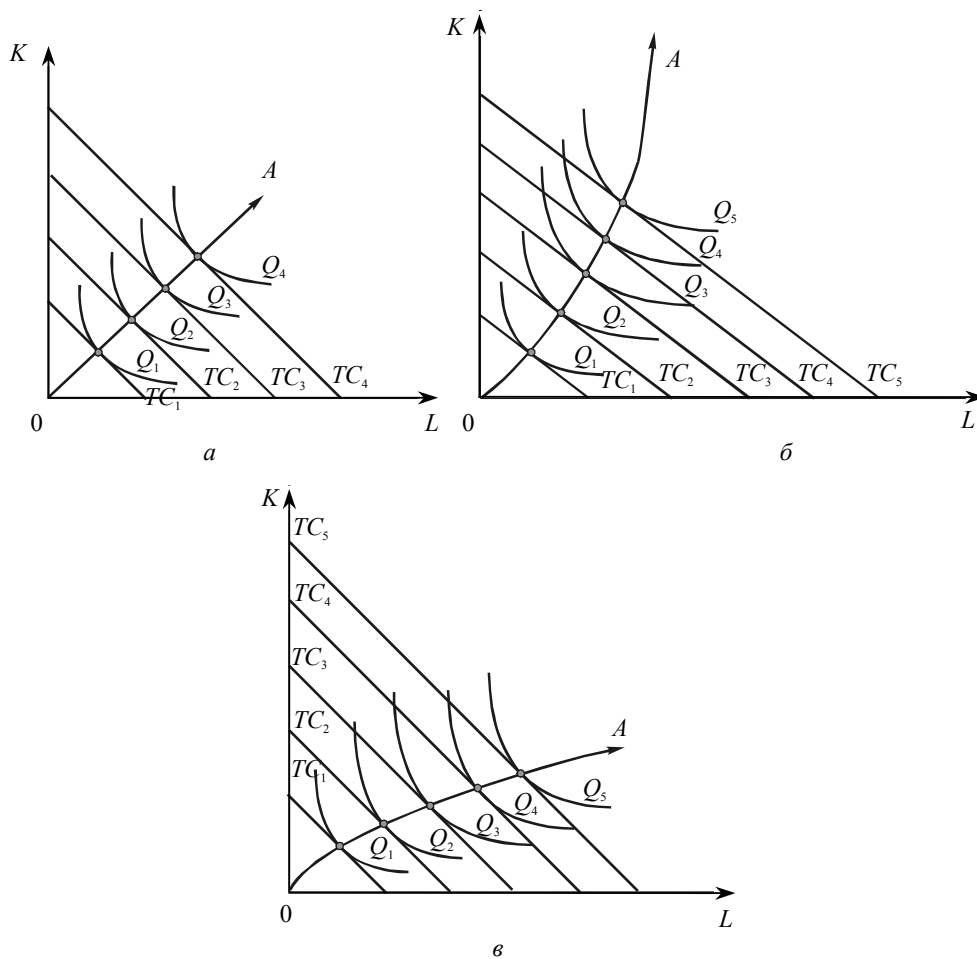 K
A
Q₄
Q₃
Q₂
Q₁
TC₁
TC₂
TC₃
TC₄
0
L
а
K
A
Q₅
Q₄
Q₃
Q₂
Q₁
TC₁
TC₂
TC₃
TC₄
TC₅
0
L
б
K
TC₅
TC₄
TC₃
TC₂
TC₁
A
Q₅
Q₄
Q₃
Q₂
Q₁
0
L
в